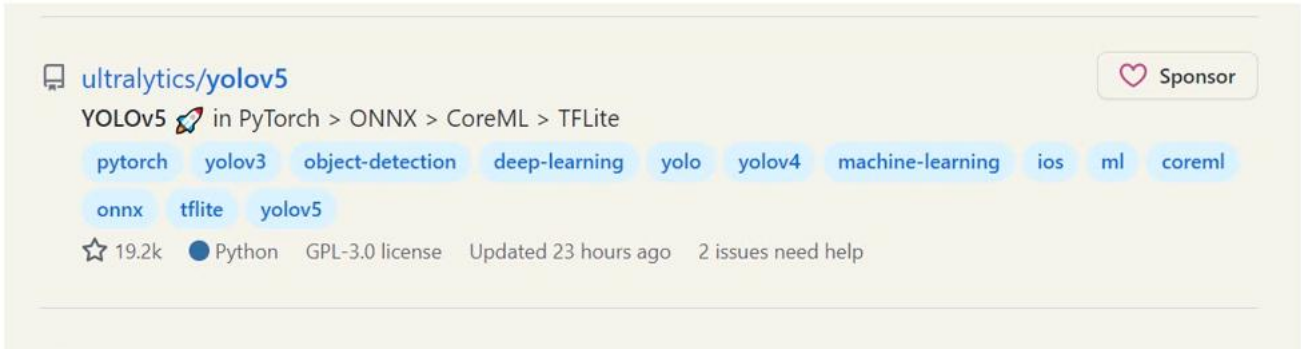 ultralytics/yolov5 Sponsor
YOLOv5 🚀 in PyTorch > ONNX > CoreML > TFLite
pytorch yolov3 object-detection deep-learning yolo yolov4 machine-learning ios ml coreml
onnx tflite yolov5
19.2k Python GPL-3.0 license Updated 23 hours ago 2 issues need help